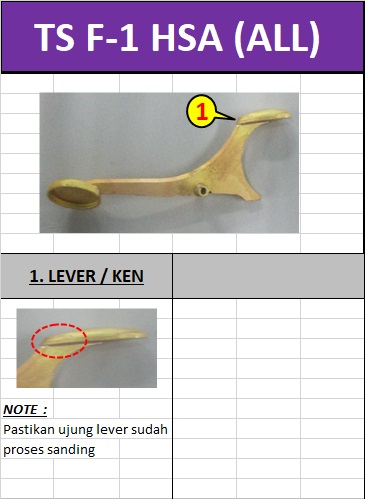 TS F-1 HSA (ALL)
1
1. LEVER / KEN
NOTE :
Pastikan ujung lever sudah
proses sanding